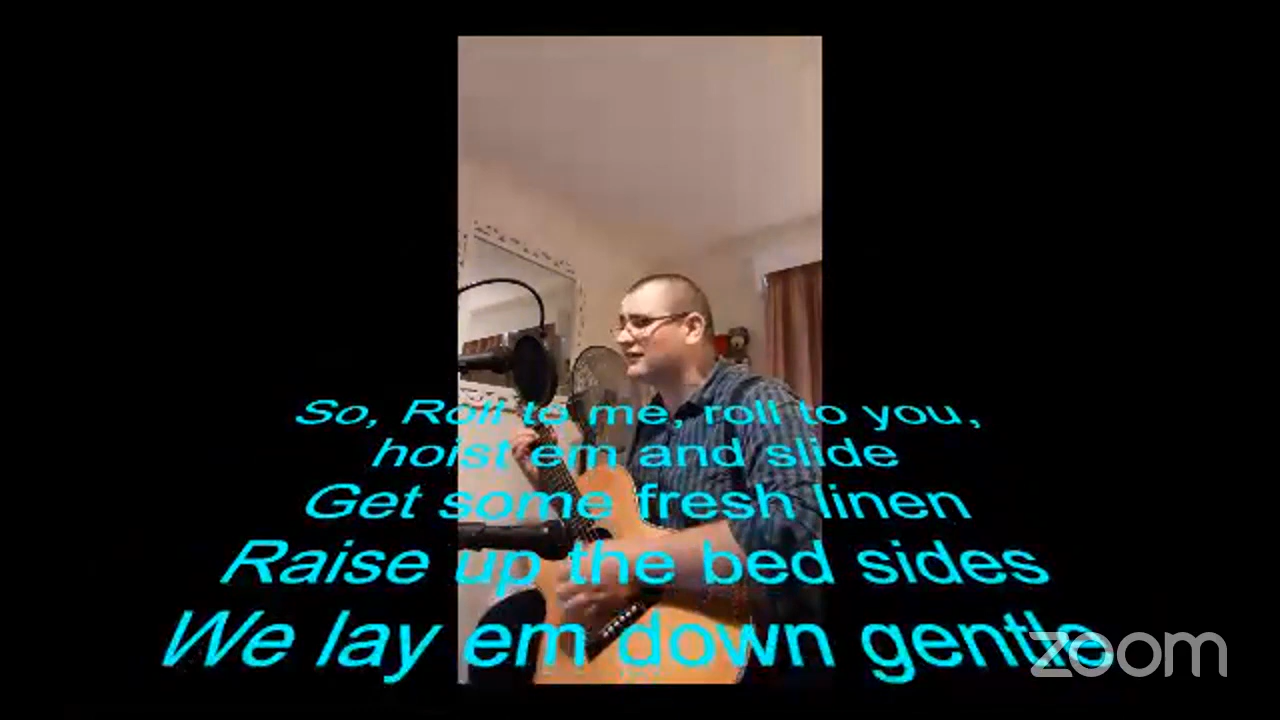 So, Roll to me, roll to you,
hoist em and slide
Get some fresh linen
Raise up the bed sides
We lay em down gentle
zoom